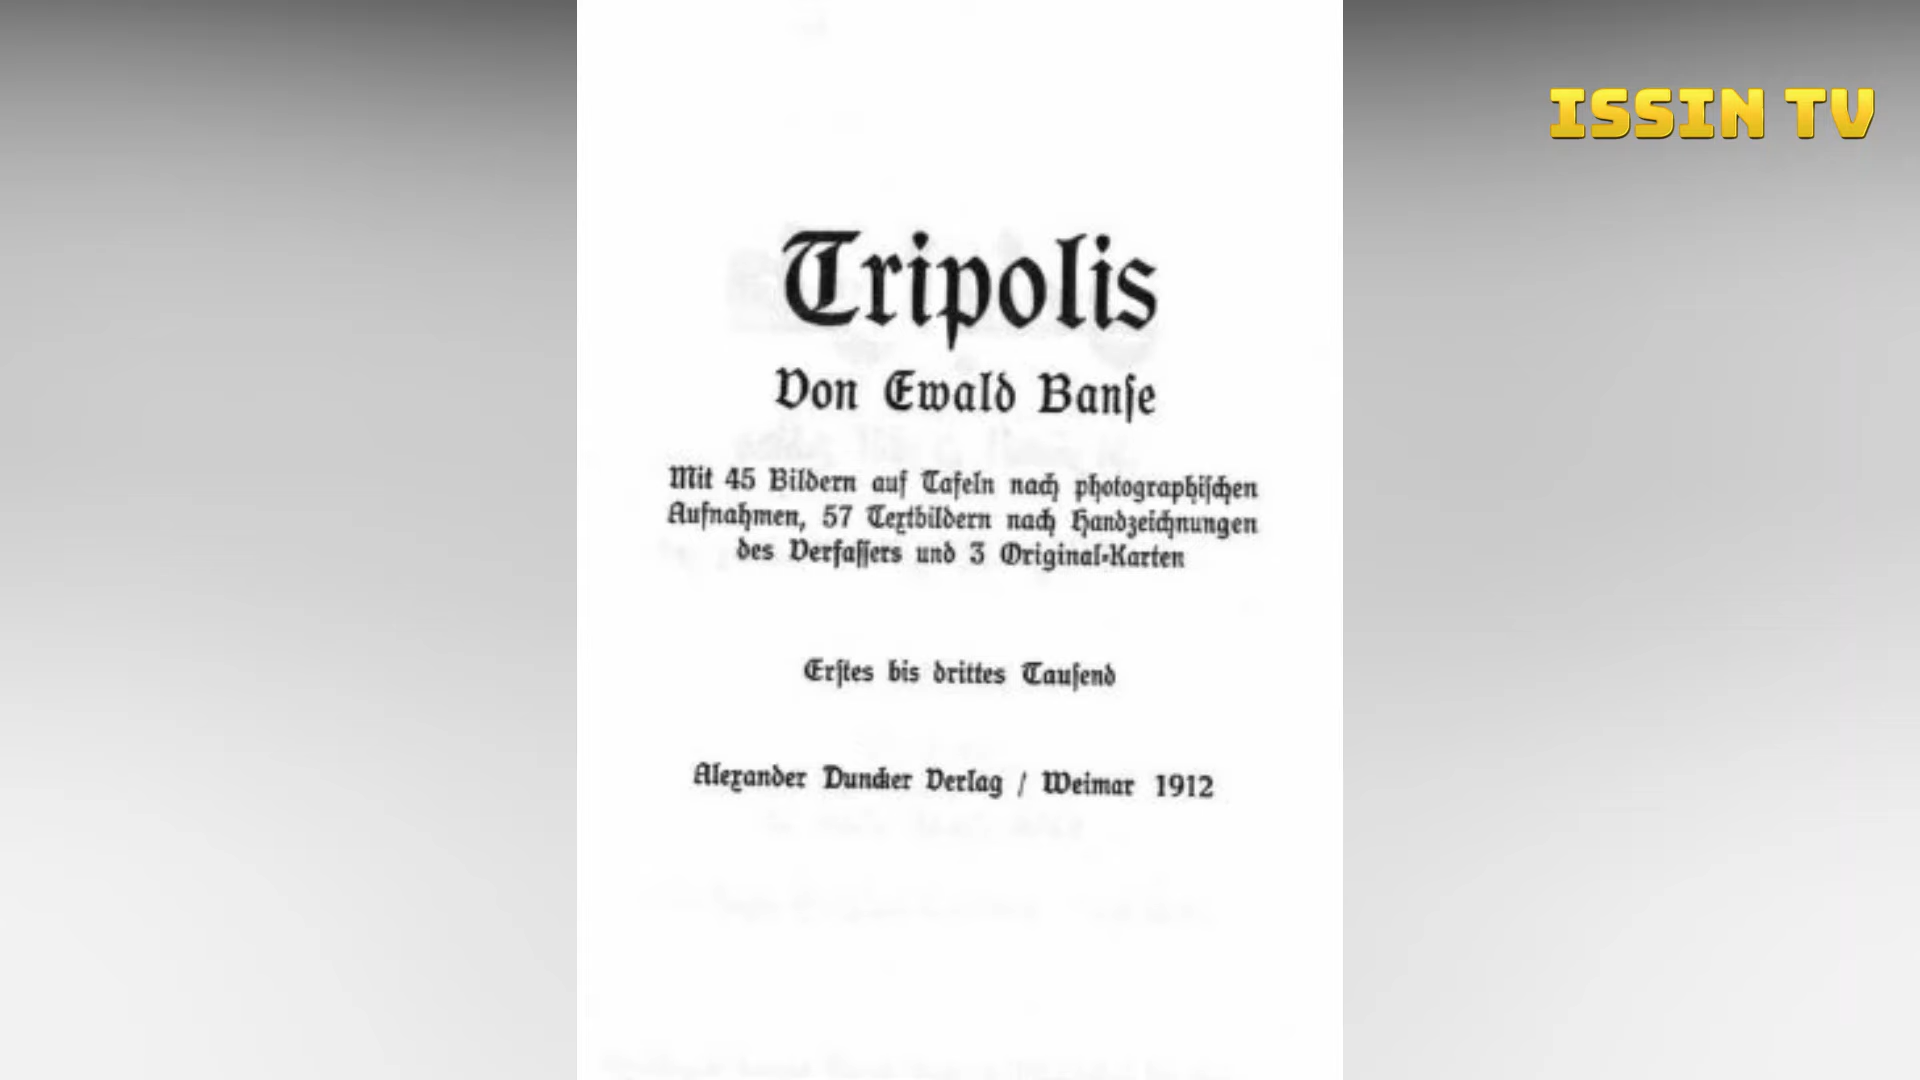 ISSIN TV
Tripolis
Von Ewald Banſe
Mit 45 Bildern auf Tafeln nach photographiſchen
Aufnahmen, 57 Textbildern nach Handzeichnungen
des Verfaſſers und 3 Original-Karten
Erſtes bis drittes Tauſend
Alexander Duncker Verlag / Weimar 1912